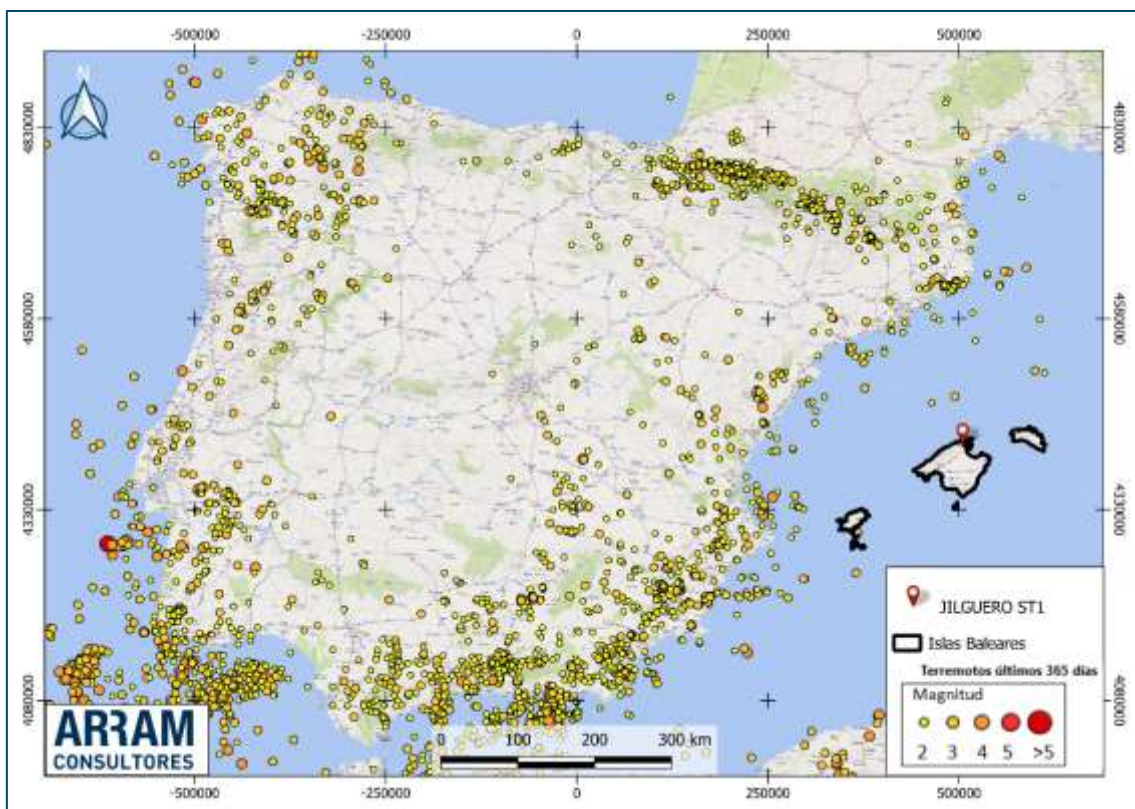 -500000 -250000 0 250000 500000
N
4830000 4830000
4580000 4580000
4330000 4330000
4080000 4080000
JILGUERO ST1
Islas Baleares
Terremotos últimos 365 días
Magnitud
2 3 4 5 >5
ARRAM
CONSULTORES
0 100 200 300 km
-500000 -250000 0 250000 500000